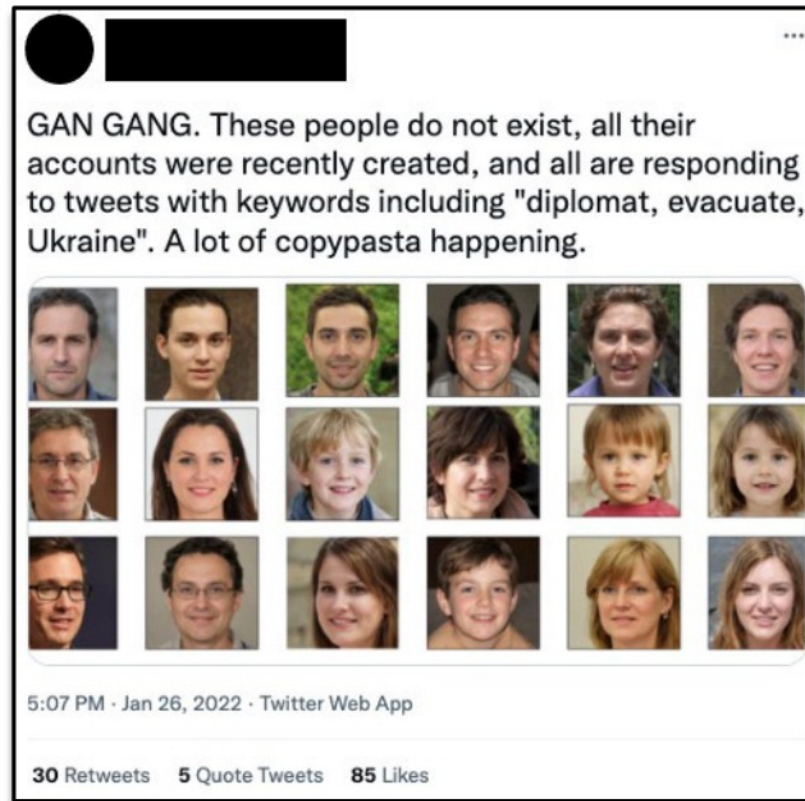 GAN GANG. These people do not exist, all their
accounts were recently created, and all are responding
to tweets with keywords including "diplomat, evacuate,
Ukraine". A lot of copypasta happening.
5:07 PM · Jan 26, 2022 · Twitter Web App
30 Retweets 5 Quote Tweets 85 Likes